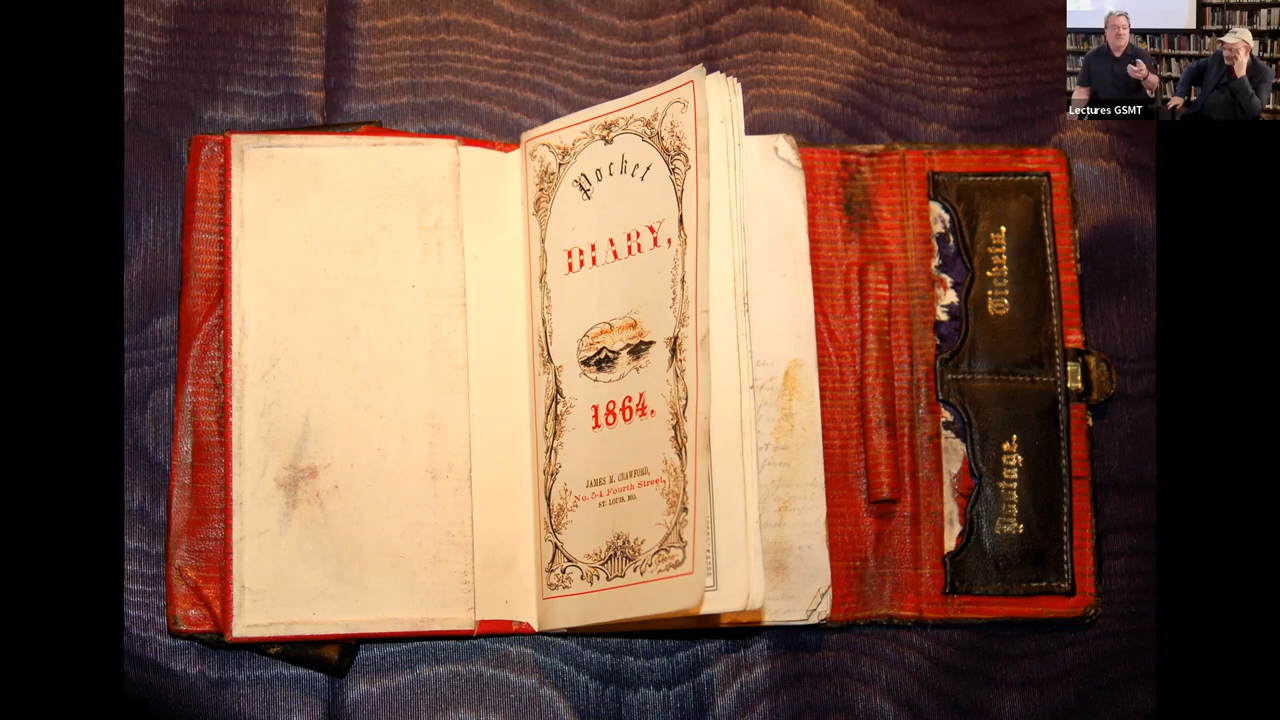 Pocket
DIARY,
1864.
JAMES M. CRAWFORD,
No. 54 Fourth Street,
ST. LOUIS, MO.
Tickets.
Postage.
Lectures GSMT